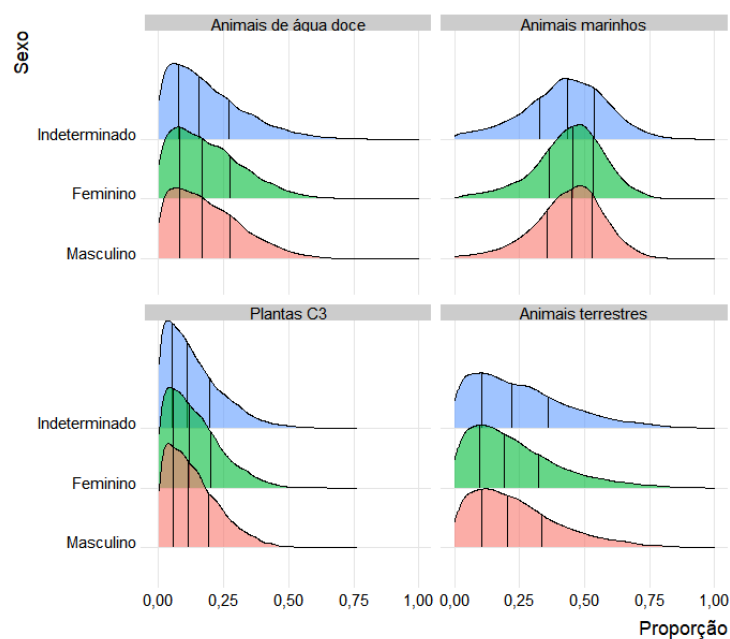 Sexo
Animais de água doce
Animais marinhos
Indeterminado
Feminino
Masculino
Plantas C3
Animais terrestres
Indeterminado
Feminino
Masculino
0,00 0,25 0,50 0,75 1,00 0,00 0,25 0,50 0,75 1,00
Proporção